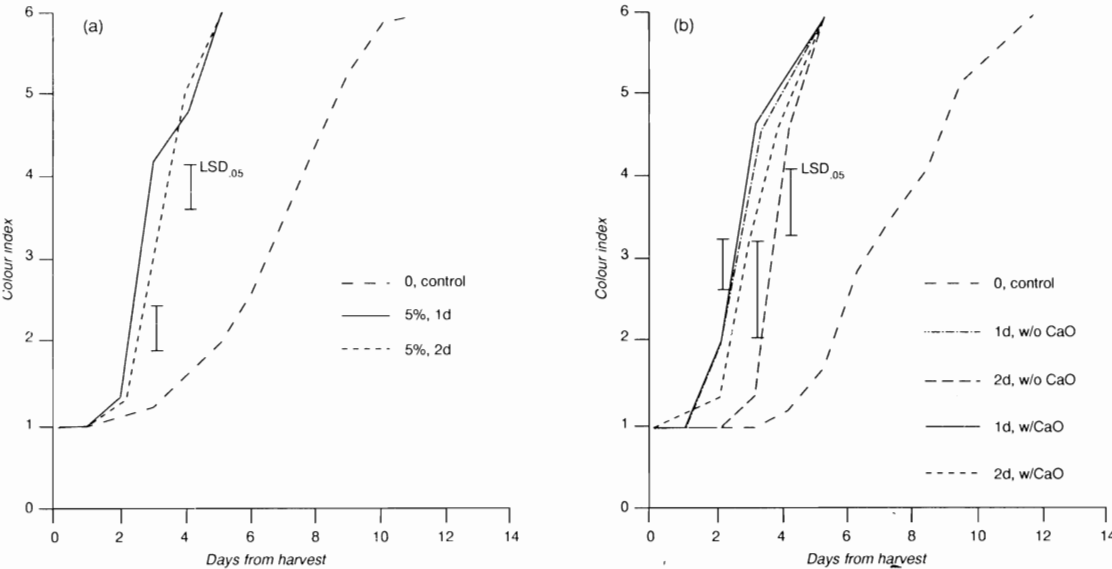 (a)
6
5
4
3
2
1
0
Colour index
LSD.05
0, control
5%, 1d
5%, 2d
0 2 4 6 8 10 12 14
Days from harvest
(b)
6
5
4
3
2
1
0
Colour index
LSD.05
0, control
1d, w/o CaO
2d, w/o CaO
1d, w/CaO
2d, w/CaO
0 2 4 6 8 10 12 14
Days from harvest